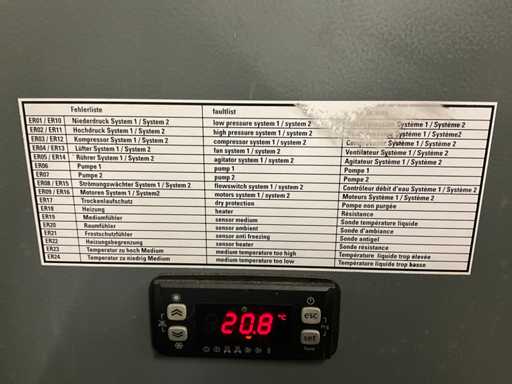 Fehlerliste faultlist
ER01 / ER10 Niederdruck System 1 / System 2 low pressure system 1 / system 2 Système 1 / Système 2
ER02 / ER11 Hochdruck System 1 / System 2 high pressure system 1 / system 2 Système 1 / Système2
ER03 / ER12 Kompressor System 1 / System 2 compressor system 1 / system 2 Système 1 / Système 2
ER04 / ER13 Lüfter System 1 / System 2 fan system 1 / system 2 Ventilateur Système 1 / Système 2
ER05 / ER14 Rührer System 1 / System 2 agitator system 1 / system 2 Agitateur Système 1 / Système 2
ER06 Pumpe 1 pump 1 Pompe 1
ER07 Pumpe 2 pump 2 Pompe 2
ER08 / ER15 Strömungswächter System 1 / System2 flowswitch system 1 / system 2 Contrôleur débit d'eau Système 1 / Système 2
ER09 / ER16 Motoren System1 / System 2 motors system 1 / system 2 Moteurs Système 1 / Système 2
ER17 Trockenlaufschutz dry protection Pompe non purgée
ER18 Heizung heater Résistance
ER19 Mediumfühler sensor medium Sonde température liquide
ER20 Raumfühler sensor ambient Sonde d'ambiance
ER21 Frostschutzfühler sensor anti freezing Sonde antigel
ER22 Heizungsbegrenzung sensor heater Sonde résistance
ER23 Temperatur zu hoch Medium medium temperature too high Température liquide trop élevée
ER24 Temperatur zu niedrig Medium medium temperature too low Température liquide trop basse
esc
20.8 °C
set